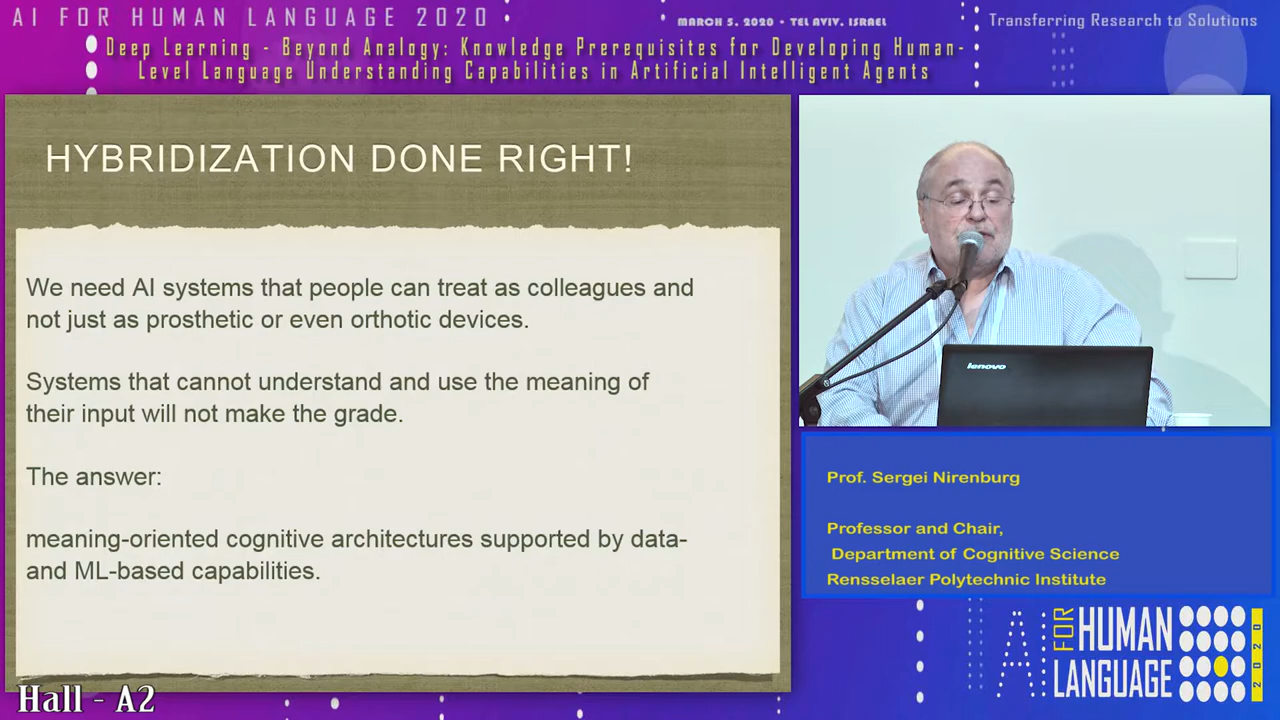 AI FOR HUMAN LANGUAGE 2020
MARCH 5, 2020 • TEL AVIV, ISRAEL
Transferring Research to Solutions
Deep Learning - Beyond Analogy: Knowledge Prerequisites for Developing Human-
Level Language Understanding Capabilities in Artificial Intelligent Agents
HYBRIDIZATION DONE RIGHT!
We need AI systems that people can treat as colleagues and
not just as prosthetic or even orthotic devices.
Systems that cannot understand and use the meaning of
their input will not make the grade.
The answer:
meaning-oriented cognitive architectures supported by data-
and ML-based capabilities.
lenovo
Prof. Sergei Nirenburg
Professor and Chair,
Department of Cognitive Science
Rensselaer Polytechnic Institute
AI FOR HUMAN
LANGUAGE 2020
Hall - A2